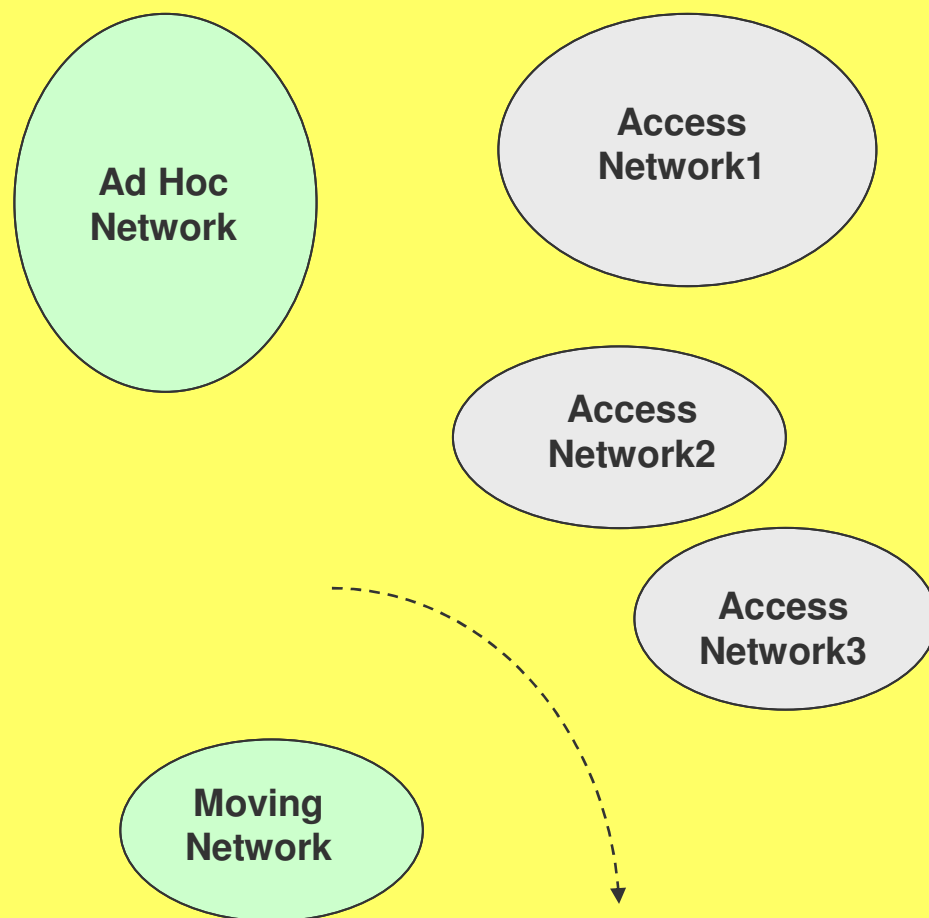 Ad Hoc
Network
Access
Network1
Access
Network2
Access
Network3
Moving
Network